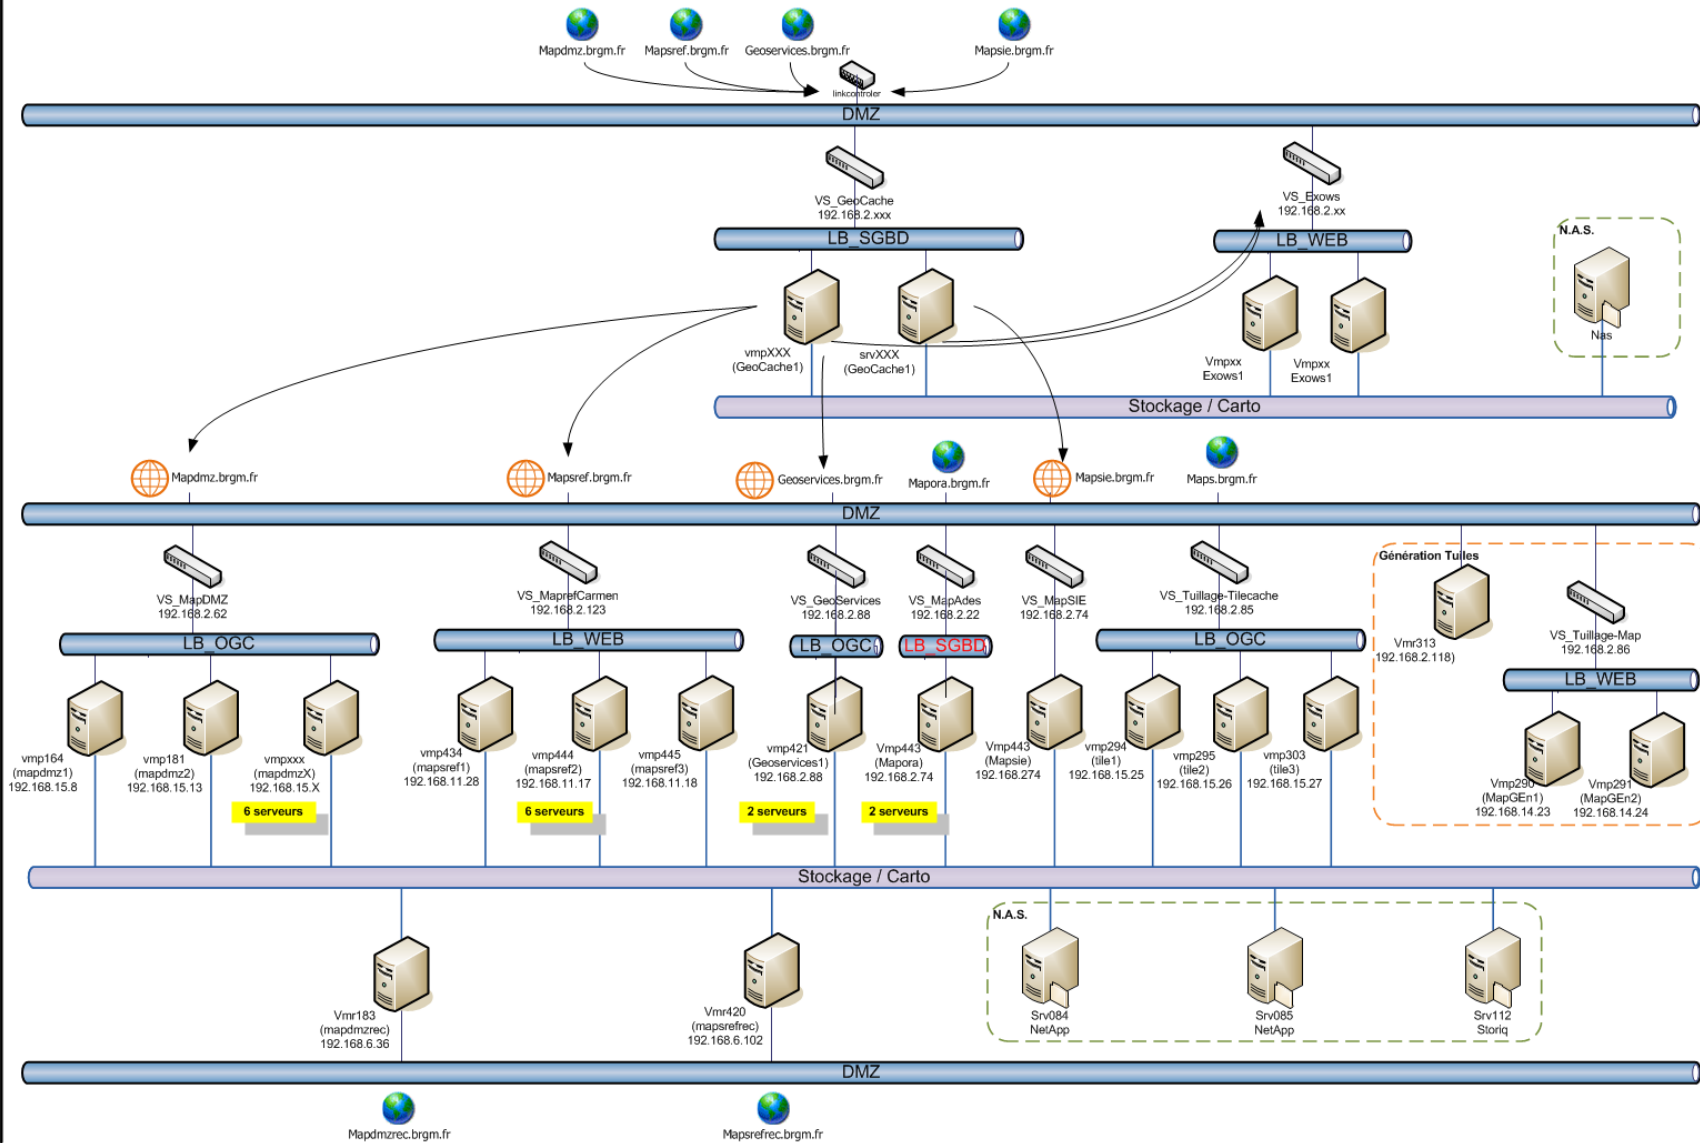 Mapdmz.brgm.fr
Mapsref.brgm.fr
Geoservices.brgm.fr
Mapsie.brgm.fr
linkcontroler
DMZ
VS_GeoCache
192.168.2.xxx
VS_Exows
192.168.2.xx
LB_SGBD
LB_WEB
N.A.S.
Nas
vmpXXX
(GeoCache1)
srvXXX
(GeoCache1)
Vmpxx
Exows1
Vmpxx
Exows1
Stockage / Carto
Mapdmz.brgm.fr
Mapsref.brgm.fr
Geoservices.brgm.fr
Mapora.brgm.fr
Mapsie.brgm.fr
Maps.brgm.fr
DMZ
VS_MapDMZ
192.168.2.62
VS_MaprefCarmen
192.168.2.123
VS_GeoServices
192.168.2.88
VS_MapAdes
192.168.2.22
VS_MapSIE
192.168.2.74
VS_Tuillage-Tilecache
192.168.2.85
Génération Tuiles
Vmr313
192.168.2.118)
VS_Tuillage-Map
192.168.2.86
LB_OGC
LB_WEB
LB_OGC
LB_SGBD
LB_OGC
LB_WEB
vmp164
(mapdmz1)
192.168.15.8
vmp181
(mapdmz2)
192.168.15.13
vmpxxx
(mapdmzX)
192.168.15.X
vmp434
(mapsref1)
192.168.11.28
vmp444
(mapsref2)
192.168.11.17
vmp445
(mapsref3)
192.168.11.18
vmp421
(Geoservices1)
192.168.2.88
Vmp443
(Mapora)
192.168.2.74
Vmp443
(Mapsie)
192.168.274
vmp294
(tile1)
192.168.15.25
vmp295
(tile2)
192.168.15.26
vmp303
(tile3)
192.168.15.27
Vmp290
(MapGEn1)
192.168.14.23
Vmp291
(MapGEn2)
192.168.14.24
6 serveurs
6 serveurs
2 serveurs
2 serveurs
Stockage / Carto
N.A.S.
Vmr183
(mapdmzrec)
192.168.6.36
Vmr420
(mapsrefrec)
192.168.6.102
Srv084
NetApp
Srv085
NetApp
Srv112
Storiq
DMZ
Mapdmzrec.brgm.fr
Mapsrefrec.brgm.fr